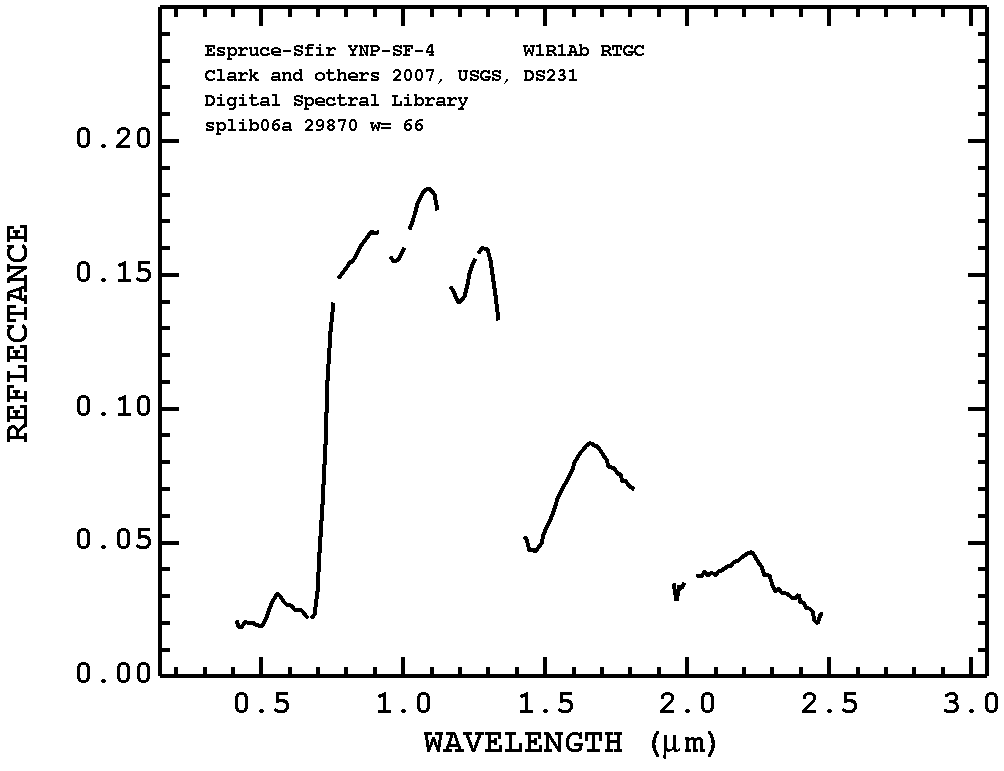 Espruce-Sfir YNP-SF-4 W1R1Ab RTGC
Clark and others 2007, USGS, DS231
Digital Spectral Library
splib06a 29870 w= 66
REFLECTANCE
0.20
0.15
0.10
0.05
0.00
0.5 1.0 1.5 2.0 2.5 3.0
WAVELENGTH (μm)